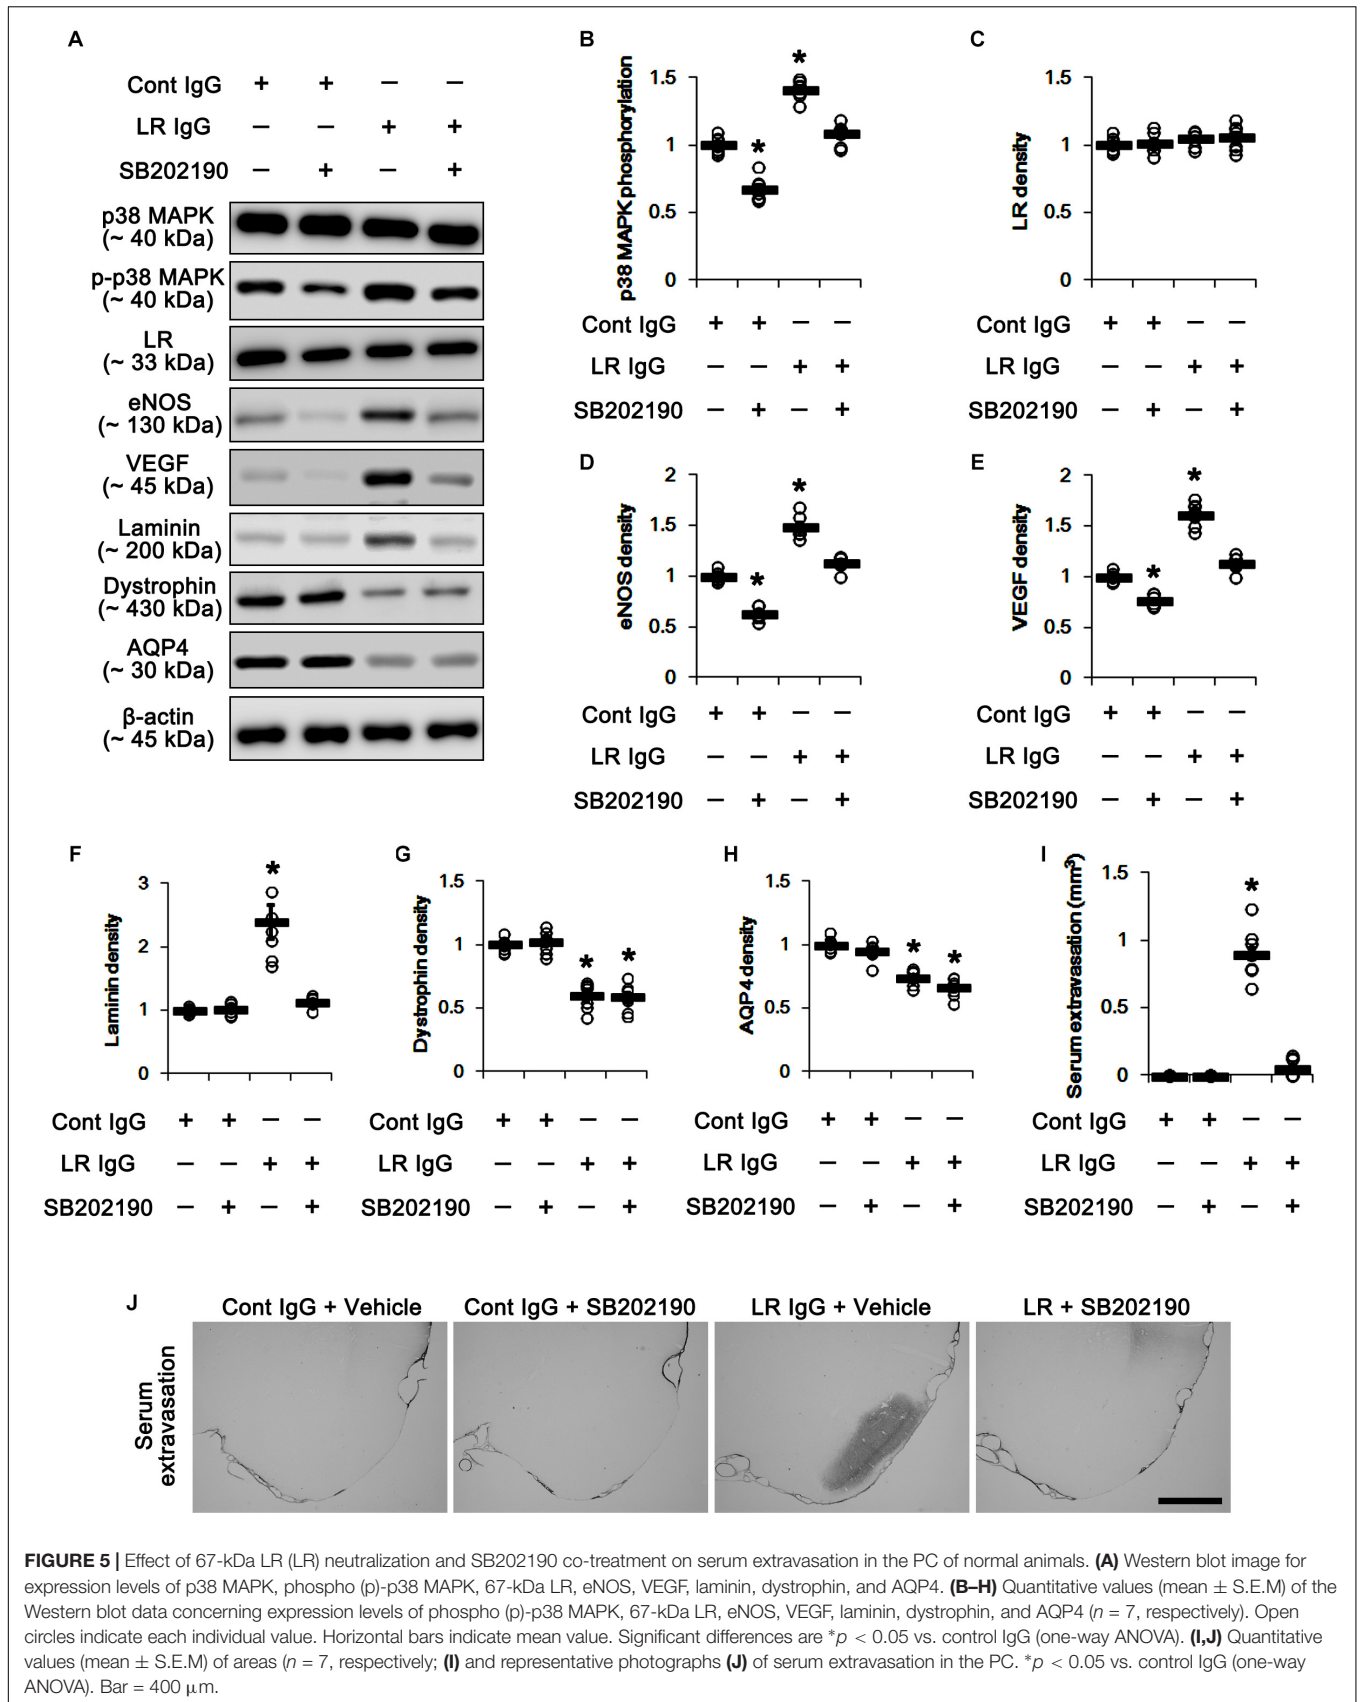 A
Cont IgG + + − −
LR IgG − − + +
SB202190 − + − +
p38 MAPK
(~ 40 kDa)
p-p38 MAPK
(~ 40 kDa)
LR
(~ 33 kDa)
eNOS
(~ 130 kDa)
VEGF
(~ 45 kDa)
Laminin
(~ 200 kDa)
Dystrophin
(~ 430 kDa)
AQP4
(~ 30 kDa)
β-actin
(~ 45 kDa)
B
p38 MAPK phosphorylation
1.5
1
0.5
0
* *
Cont IgG + + − −
LR IgG − − + +
SB202190 − + − +
C
LR density
1.5
1
0.5
0
Cont IgG + + − −
LR IgG − − + +
SB202190 − + − +
D
eNOS density
2
1.5
1
0.5
0
* *
Cont IgG + + − −
LR IgG − − + +
SB202190 − + − +
E
VEGF density
2
1.5
1
0.5
0
* *
Cont IgG + + − −
LR IgG − − + +
SB202190 − + − +
F
Laminin density
3
2
1
0
*
Cont IgG + + − −
LR IgG − − + +
SB202190 − + − +
G
Dystrophin density
1.5
1
0.5
0
* *
Cont IgG + + − −
LR IgG − − + +
SB202190 − + − +
H
AQP4 density
1.5
1
0.5
0
* *
Cont IgG + + − −
LR IgG − − + +
SB202190 − + − +
I
Serum extravasation (mm³)
1.5
1
0.5
0
*
Cont IgG + + − −
LR IgG − − + +
SB202190 − + − +
J
Cont IgG + Vehicle Cont IgG + SB202190 LR IgG + Vehicle LR + SB202190
Serum
extravasation
FIGURE 5 | Effect of 67-kDa LR (LR) neutralization and SB202190 co-treatment on serum extravasation in the PC of normal animals. (A) Western blot image for
expression levels of p38 MAPK, phospho (p)-p38 MAPK, 67-kDa LR, eNOS, VEGF, laminin, dystrophin, and AQP4. (B–H) Quantitative values (mean ± S.E.M) of the
Western blot data concerning expression levels of phospho (p)-p38 MAPK, 67-kDa LR, eNOS, VEGF, laminin, dystrophin, and AQP4 (n = 7, respectively). Open
circles indicate each individual value. Horizontal bars indicate mean value. Significant differences are *p < 0.05 vs. control IgG (one-way ANOVA). (I,J) Quantitative
values (mean ± S.E.M) of areas (n = 7, respectively; (I) and representative photographs (J) of serum extravasation in the PC. *p < 0.05 vs. control IgG (one-way
ANOVA). Bar = 400 μm.